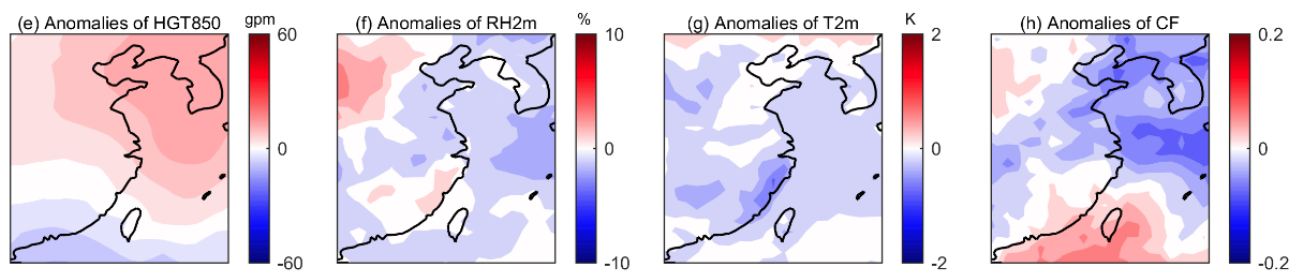 (e) Anomalies of HGT850
gpm
60
0
-60
(f) Anomalies of RH2m
%
10
0
-10
(g) Anomalies of T2m
K
2
0
-2
(h) Anomalies of CF
0.2
0
-0.2